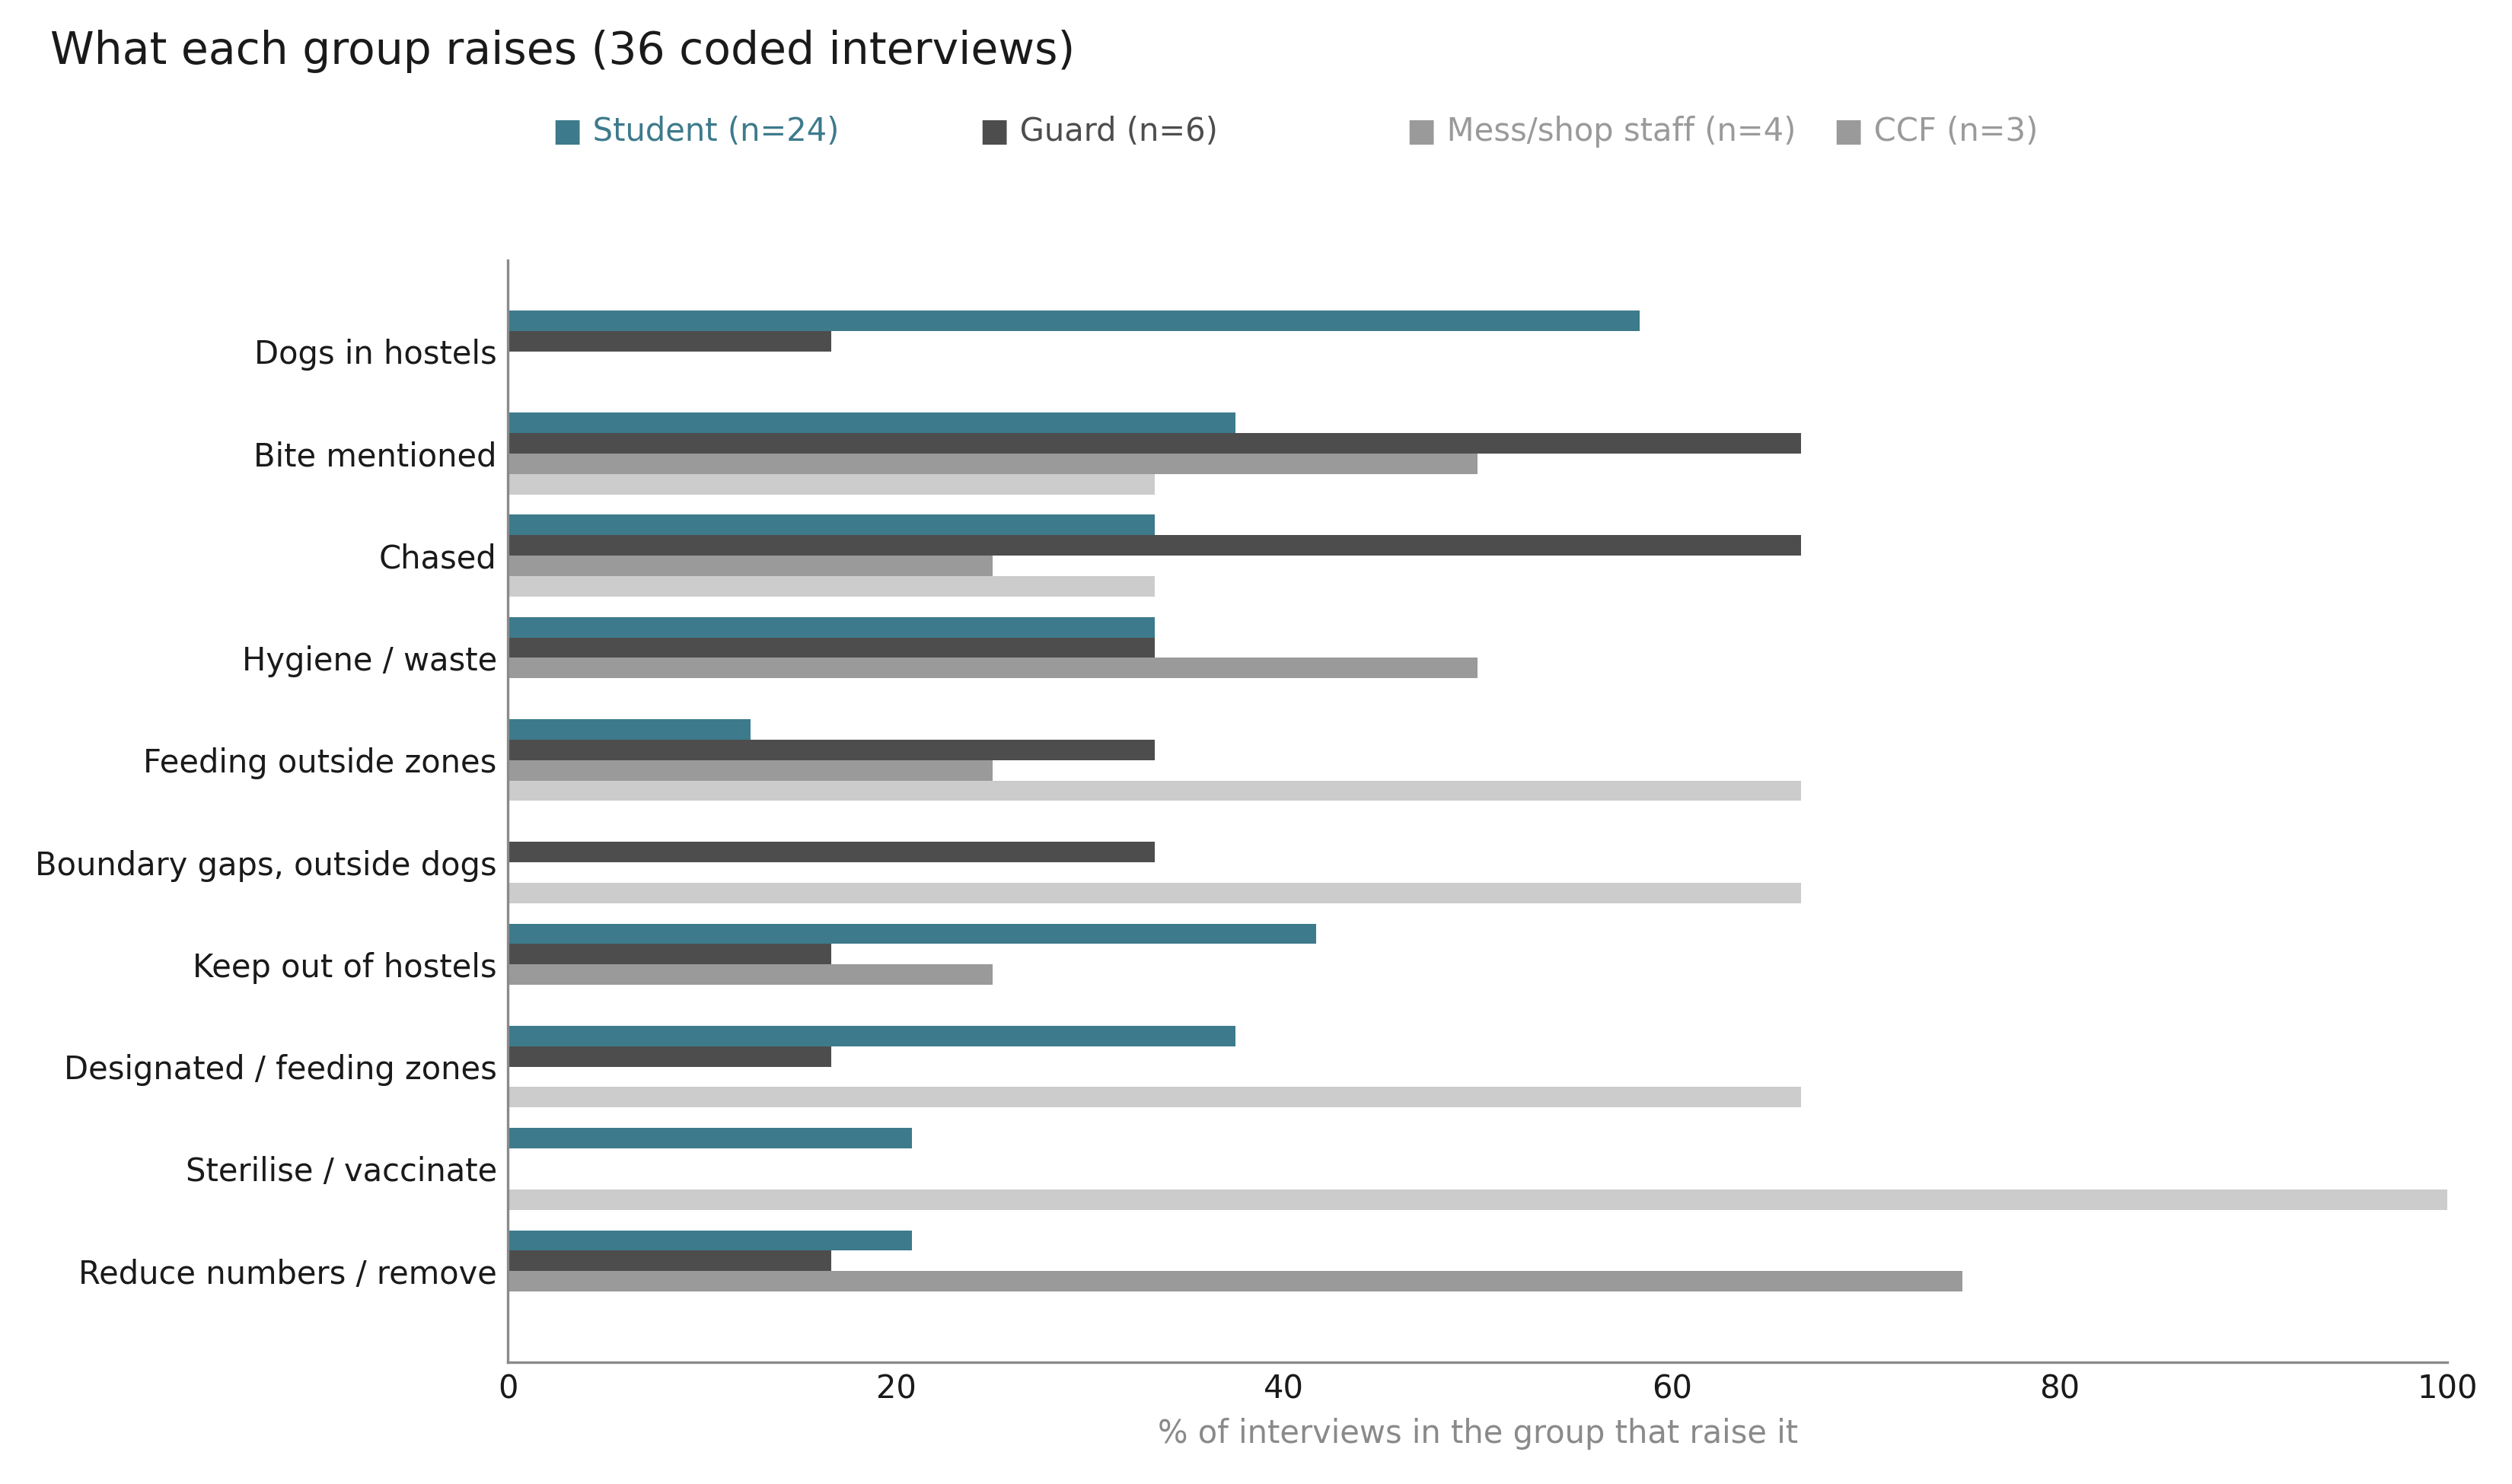 What each group raises (36 coded interviews)
■ Student (n=24) ■ Guard (n=6) ■ Mess/shop staff (n=4) ■ CCF (n=3)
Dogs in hostels
Bite mentioned
Chased
Hygiene / waste
Feeding outside zones
Boundary gaps, outside dogs
Keep out of hostels
Designated / feeding zones
Sterilise / vaccinate
Reduce numbers / remove
0 20 40 60 80 100
% of interviews in the group that raise it